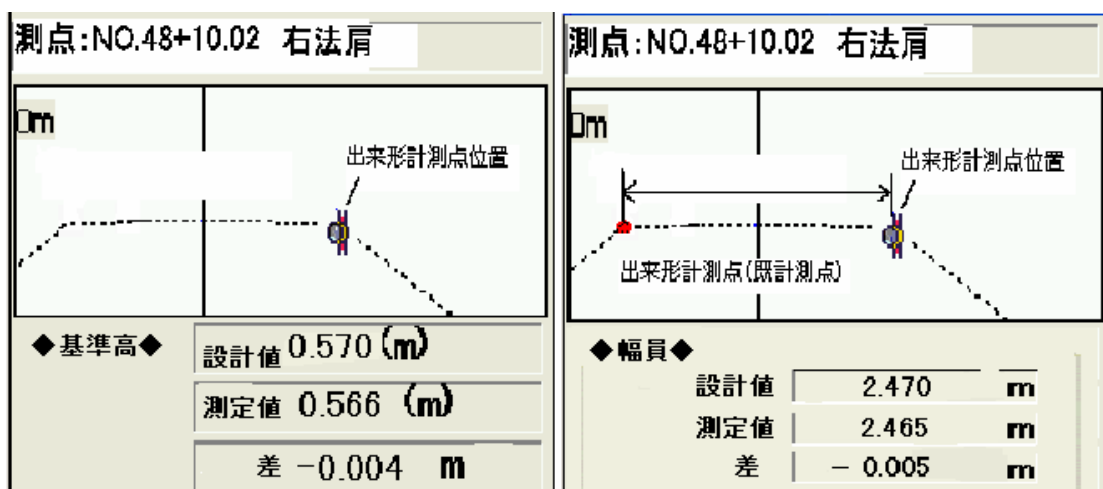 測点:NO.48+10.02 右法肩
0m
出来形計測点位置
◆基準高◆
設計値 0.570 (m)
測定値 0.566 (m)
差 -0.004 m
測点:NO.48+10.02 右法肩
0m
出来形計測点位置
出来形計測点(既計測点)
◆幅員◆
設計値 2.470 m
測定値 2.465 m
差 - 0.005 m